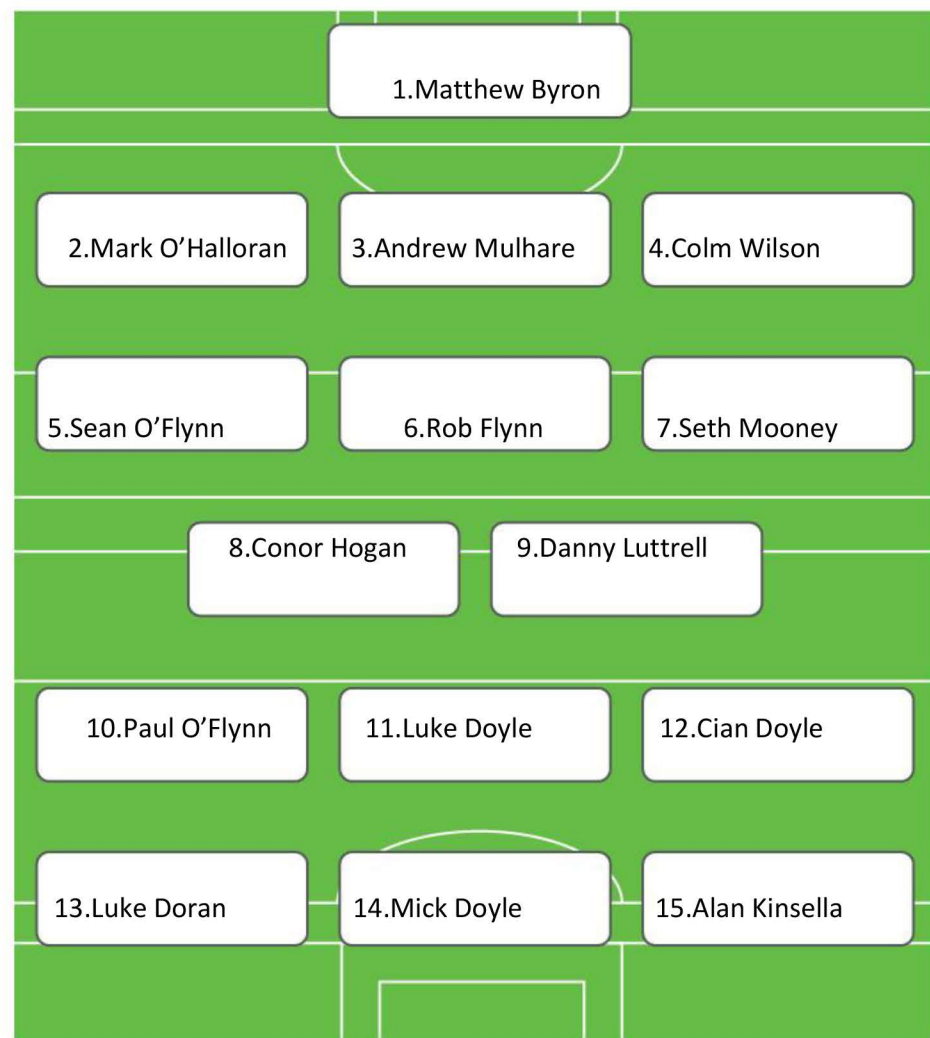 1.Matthew Byron
2.Mark O’Halloran
3.Andrew Mulhare
4.Colm Wilson
5.Sean O’Flynn
6.Rob Flynn
7.Seth Mooney
8.Conor Hogan
9.Danny Luttrell
10.Paul O’Flynn
11.Luke Doyle
12.Cian Doyle
13.Luke Doran
14.Mick Doyle
15.Alan Kinsella